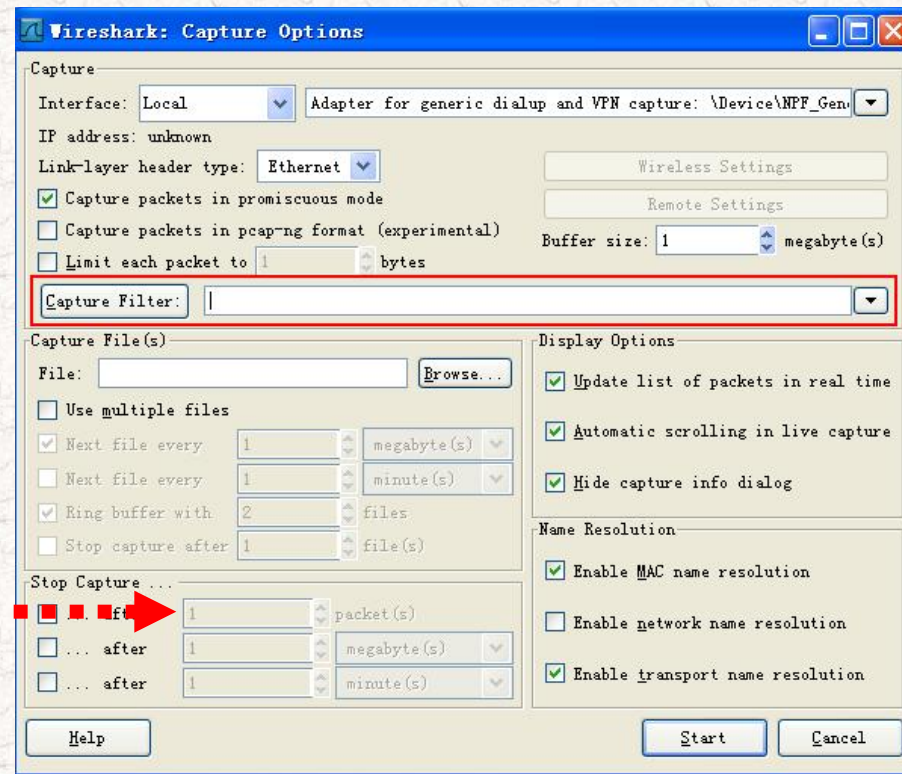 Wireshark: Capture Options
Capture
Interface: Local Adapter for generic dialup and VPN capture: \Device\NPF_Gen
IP address: unknown
Link-layer header type: Ethernet
Wireless Settings
Capture packets in promiscuous mode
Remote Settings
Capture packets in pcap-ng format (experimental)
Buffer size: 1 megabyte(s)
Limit each packet to 1 bytes
Capture Filter:
Capture File(s)
File: Browse...
Use multiple files
Next file every 1 megabyte(s)
Next file every 1 minute(s)
Ring buffer with 2 files
Stop capture after 1 file(s)
Stop Capture ...
... after 1 packet(s)
... after 1 megabyte(s)
... after 1 minute(s)
Display Options
Update list of packets in real time
Automatic scrolling in live capture
Hide capture info dialog
Name Resolution
Enable MAC name resolution
Enable network name resolution
Enable transport name resolution
Help Start Cancel